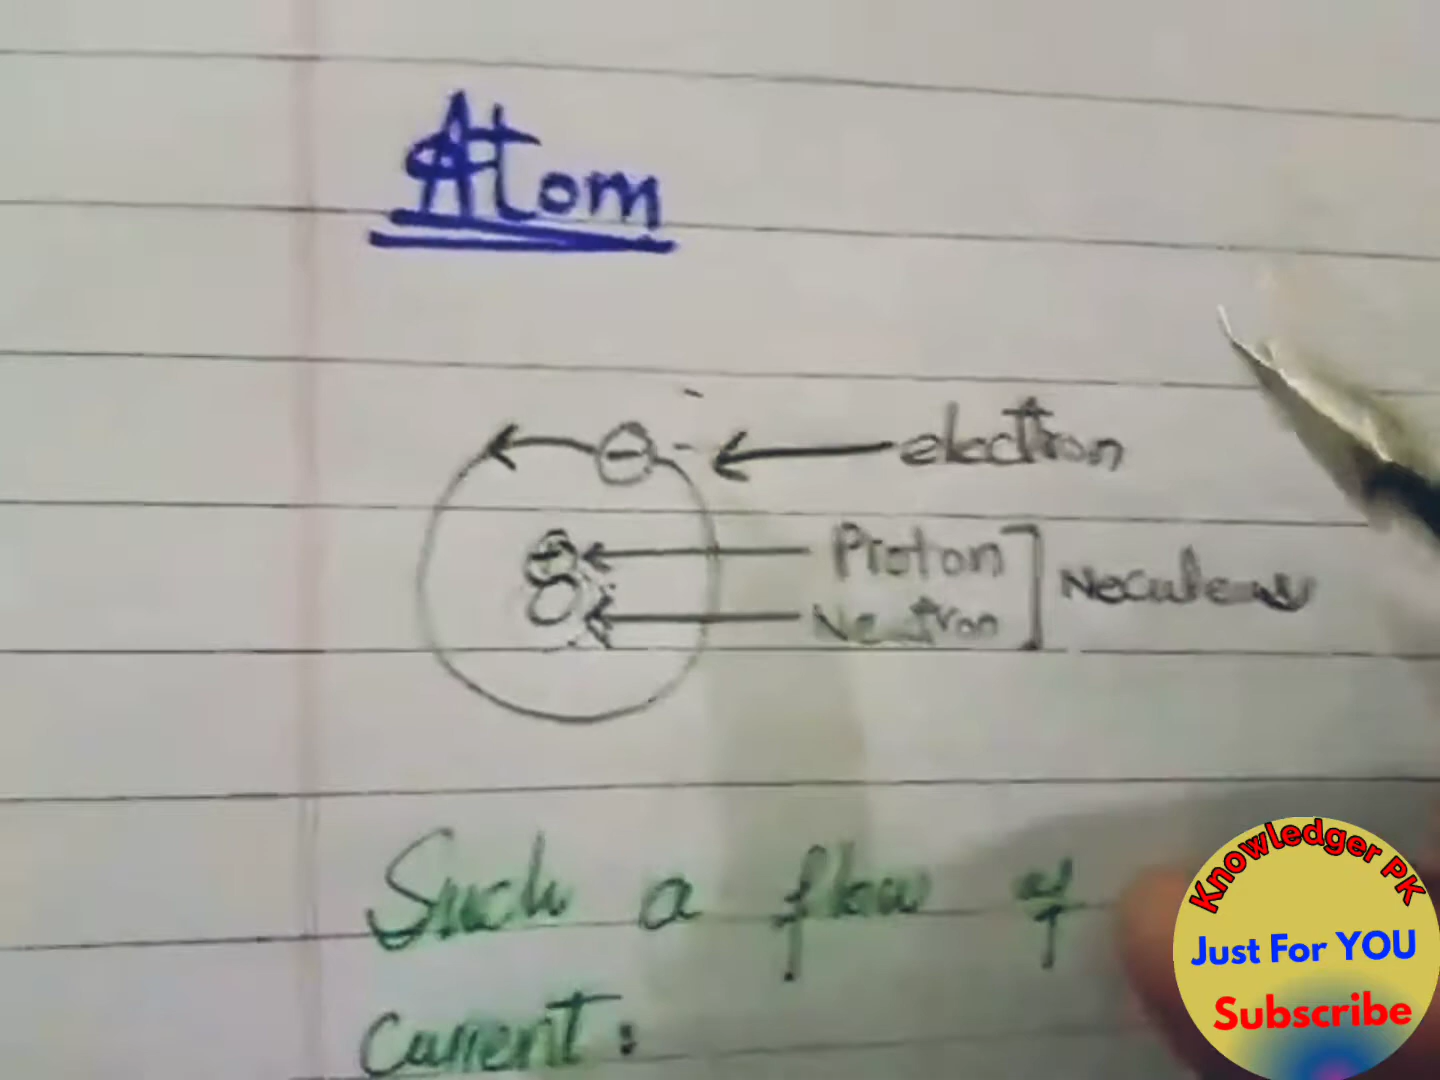 Atom
electron
Proton
Neutron
Neculeus
Such a flow of
Current:
Knowledger PK
Just For YOU
Subscribe